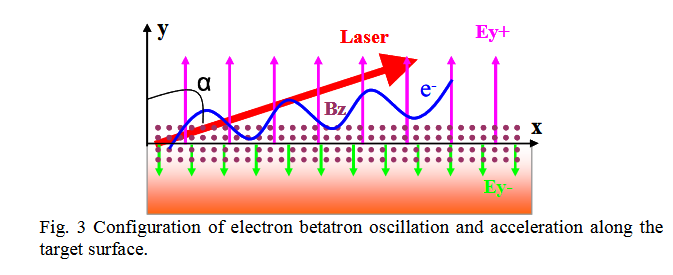 y
Laser
Ey+
α
e-
Bz
x
Ey-
Fig. 3 Configuration of electron betatron oscillation and acceleration along the
target surface.